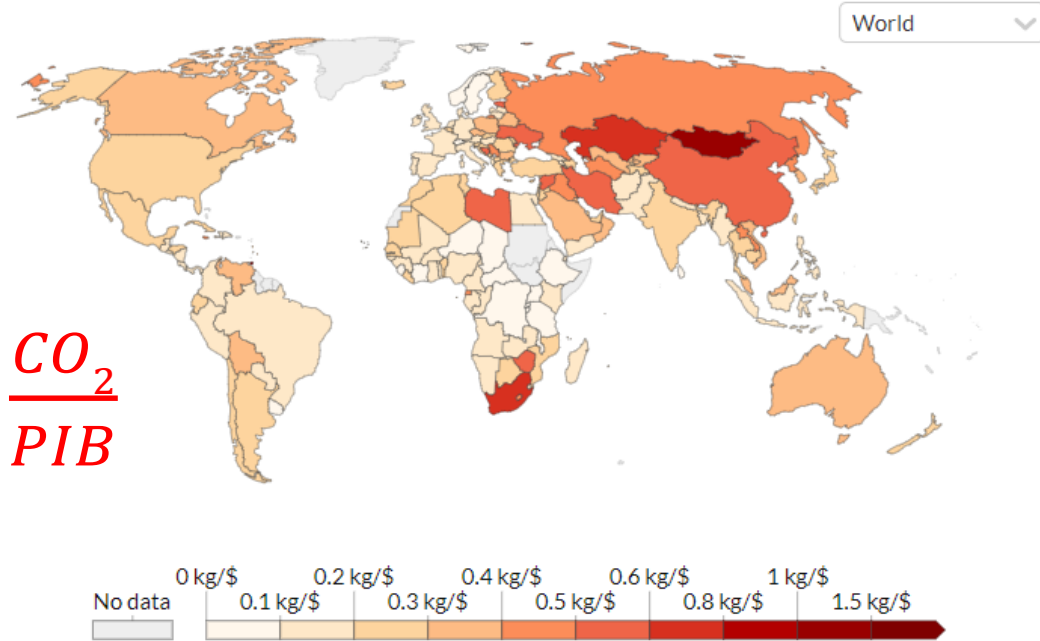 World
CO₂
PIB
0 kg/$ 0.2 kg/$ 0.4 kg/$ 0.6 kg/$ 1 kg/$
No data 0.1 kg/$ 0.3 kg/$ 0.5 kg/$ 0.8 kg/$ 1.5 kg/$